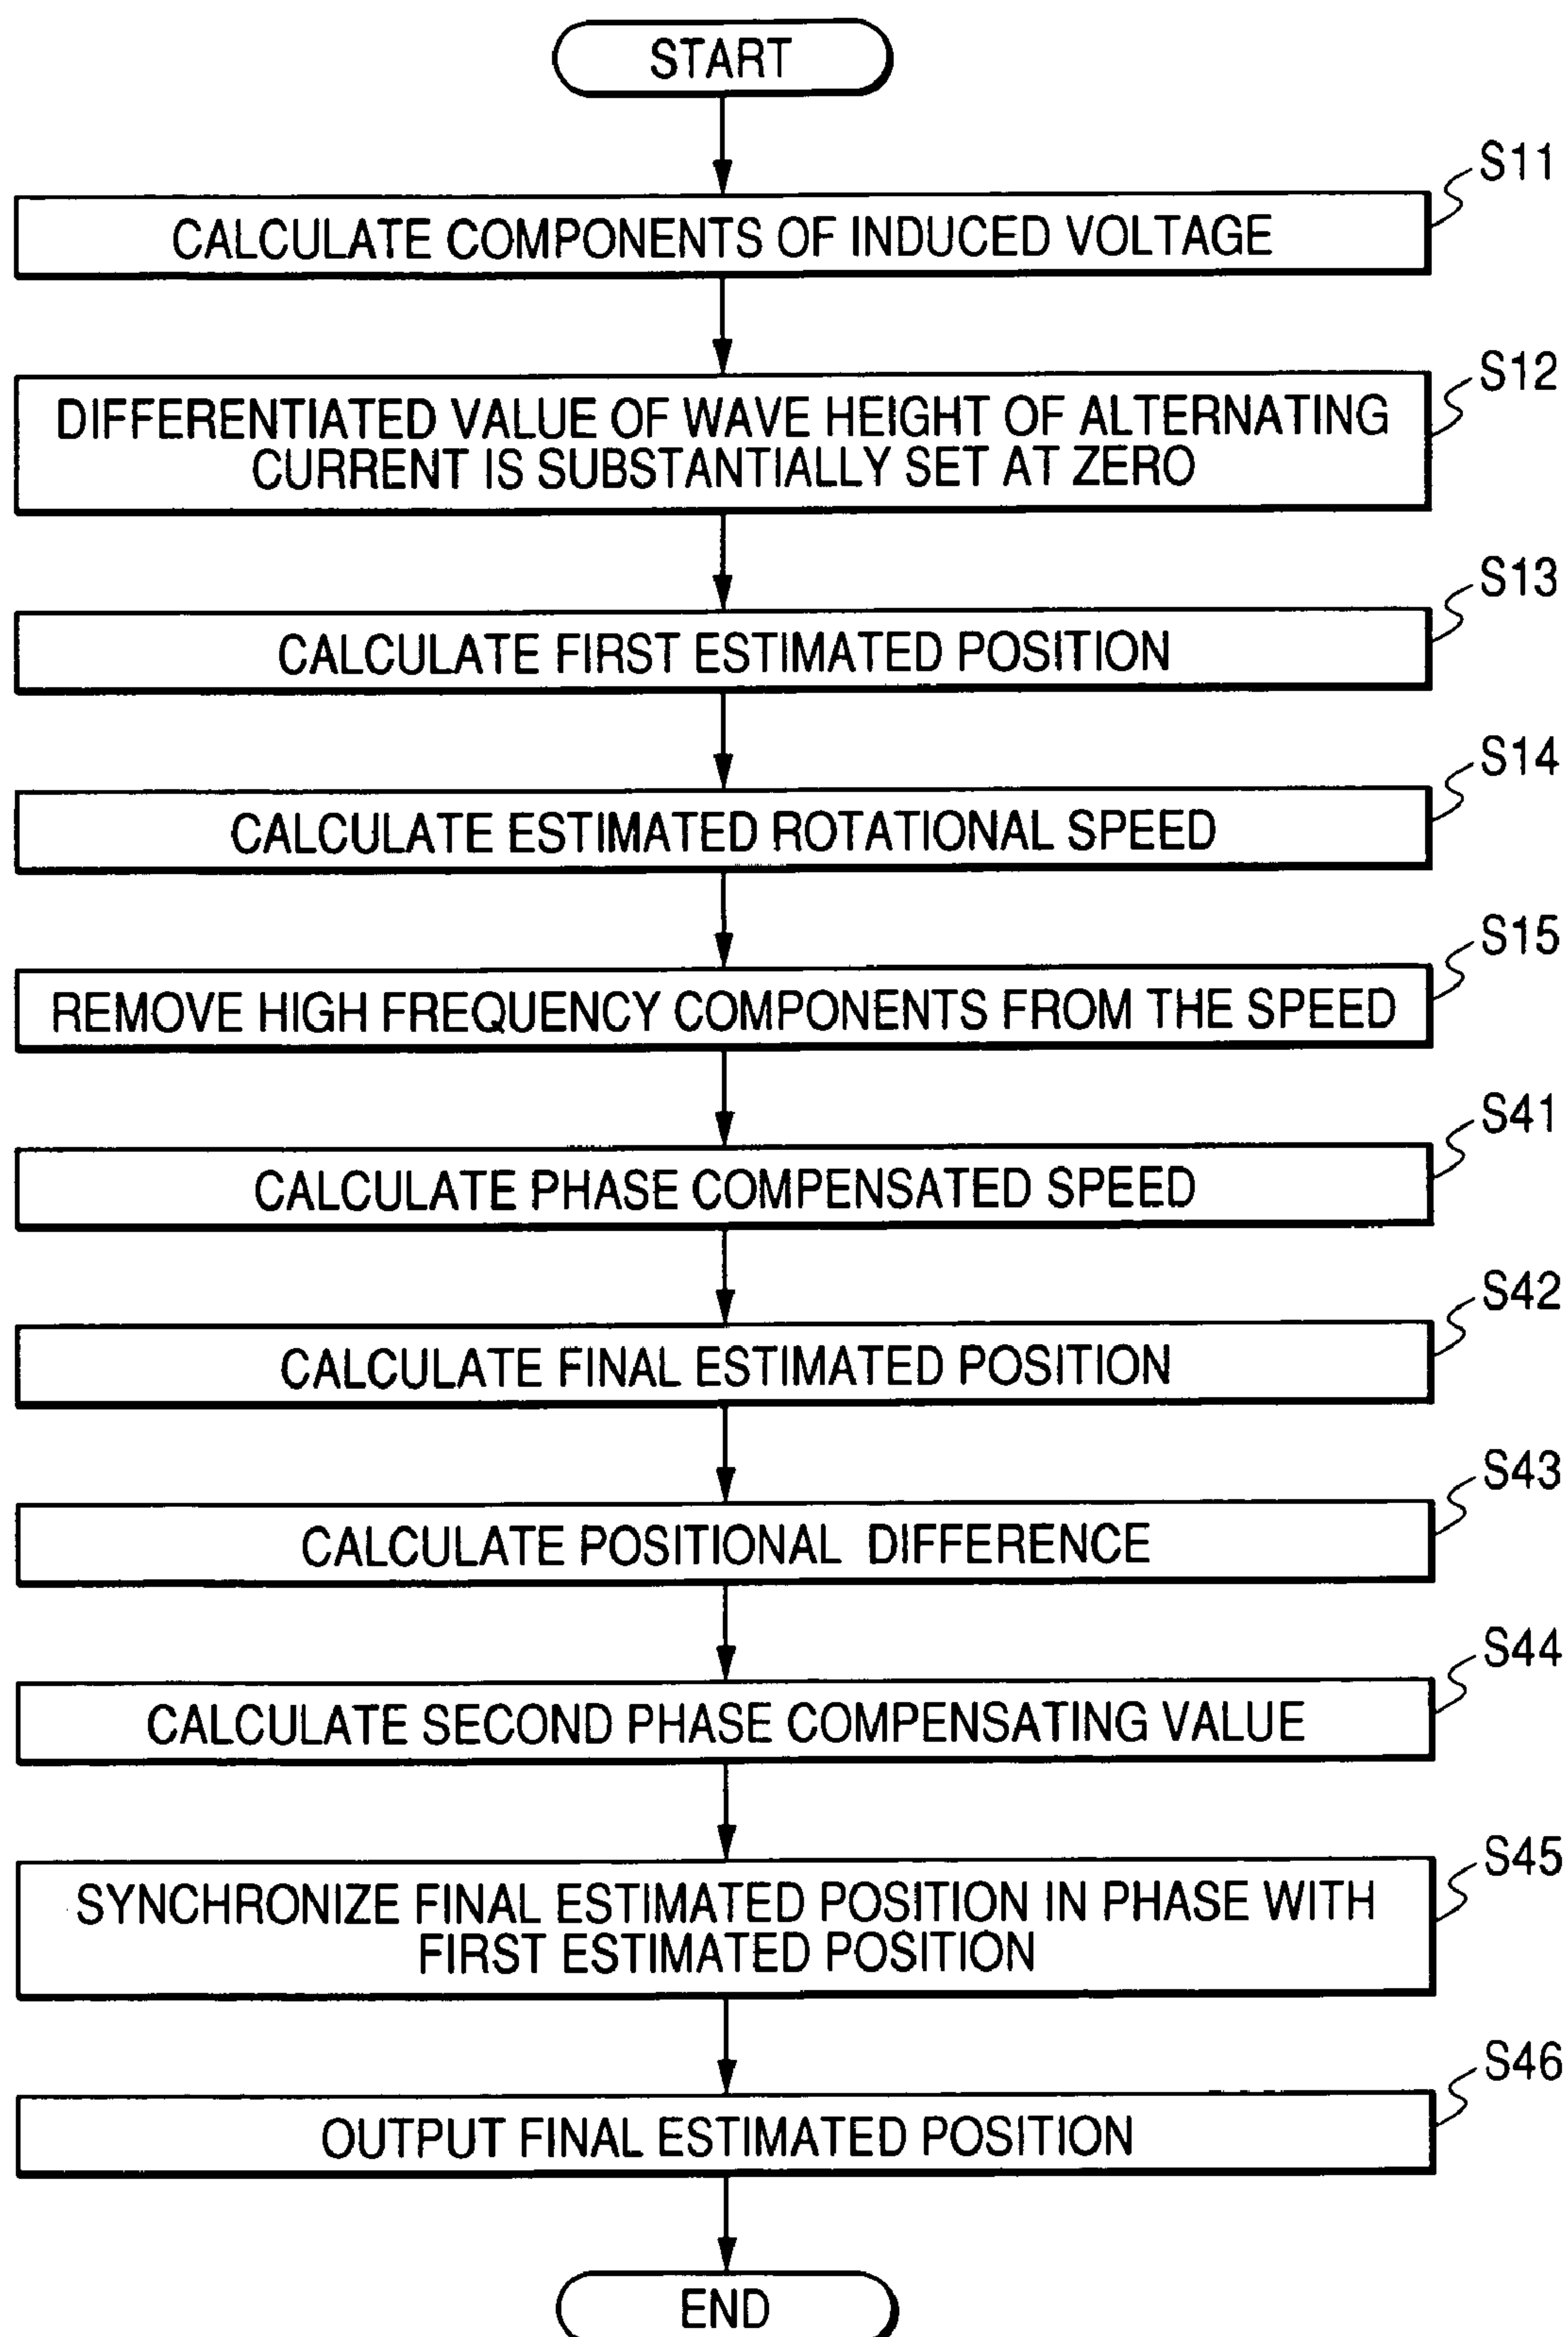 START
S11
CALCULATE COMPONENTS OF INDUCED VOLTAGE
S12
DIFFERENTIATED VALUE OF WAVE HEIGHT OF ALTERNATING
CURRENT IS SUBSTANTIALLY SET AT ZERO
S13
CALCULATE FIRST ESTIMATED POSITION
S14
CALCULATE ESTIMATED ROTATIONAL SPEED
S15
REMOVE HIGH FREQUENCY COMPONENTS FROM THE SPEED
S41
CALCULATE PHASE COMPENSATED SPEED
S42
CALCULATE FINAL ESTIMATED POSITION
S43
CALCULATE POSITIONAL DIFFERENCE
S44
CALCULATE SECOND PHASE COMPENSATING VALUE
S45
SYNCHRONIZE FINAL ESTIMATED POSITION IN PHASE WITH
FIRST ESTIMATED POSITION
S46
OUTPUT FINAL ESTIMATED POSITION
END